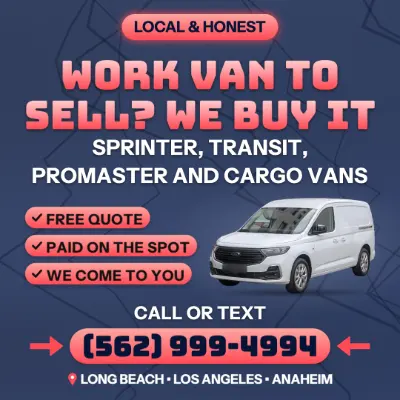 LOCAL & HONEST
WORK VAN TO
SELL? WE BUY IT
SPRINTER, TRANSIT,
PROMASTER AND CARGO VANS
✓ FREE QUOTE
✓ PAID ON THE SPOT
✓ WE COME TO YOU
CALL OR TEXT
(562) 999-4994
LONG BEACH • LOS ANGELES • ANAHEIM